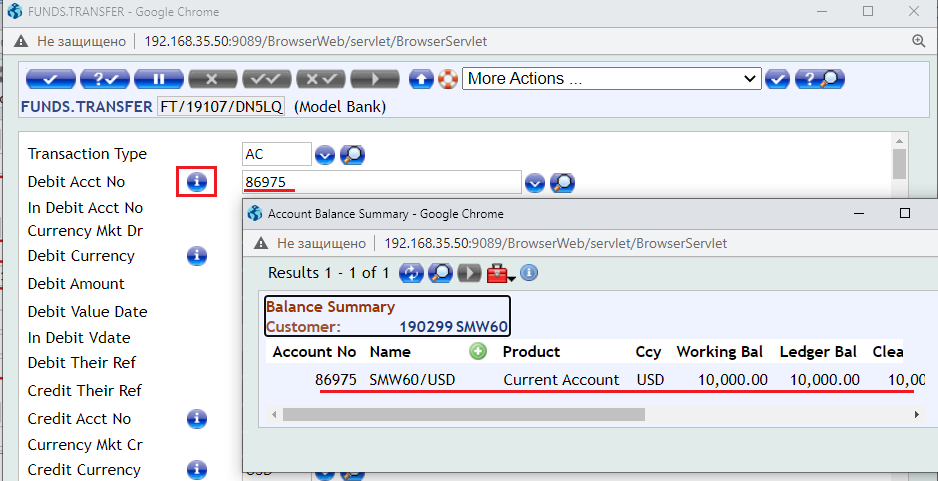 FUNDS.TRANSFER - Google Chrome
Не защищено | 192.168.35.50:9089/BrowserWeb/servlet/BrowserServlet
More Actions ...
FUNDS.TRANSFER FT/19107/DN5LQ (Model Bank)
Transaction Type AC
Debit Acct No 86975
In Debit Acct No
Currency Mkt Dr
Debit Currency
Debit Amount
Debit Value Date
In Debit Vdate
Debit Their Ref
Credit Their Ref
Credit Acct No
Currency Mkt Cr
Credit Currency
Account Balance Summary - Google Chrome
Не защищено | 192.168.35.50:9089/BrowserWeb/servlet/BrowserServlet
Results 1 - 1 of 1
Balance Summary
Customer: 190299 SMW60
Account No Name Product Ccy Working Bal Ledger Bal Clea
86975 SMW60/USD Current Account USD 10,000.00 10,000.00 10,00